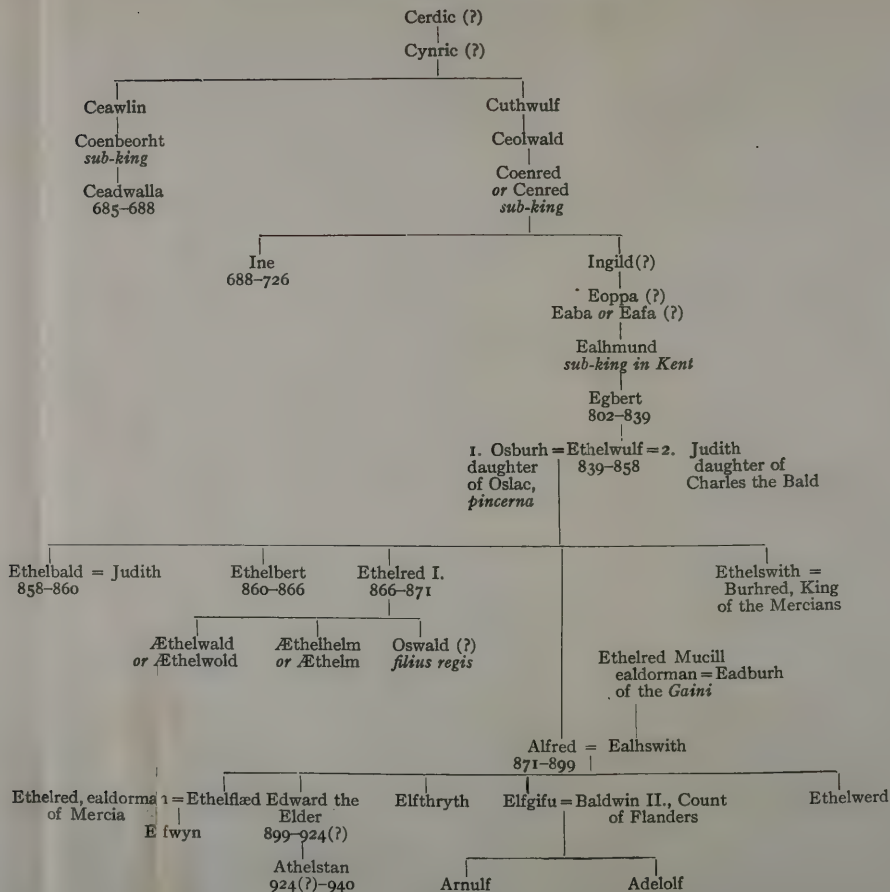 Cerdic (?)
Cynric (?)
Ceawlin
Cuthwulf
Coenbeorht
sub-king
Ceolwald
Ceadwalla
685–688
Coenred
or Cenred
sub-king
Ine
688–726
Ingild (?)
Eoppa (?)
Eaba or Eafa (?)
Ealhmund
sub-king in Kent
Egbert
802–839
1. Osburh = Ethelwulf = 2. Judith
daughter 839–858 daughter of
of Oslac, Charles the Bald
pincerna
Ethelbald = Judith
858–860
Ethelbert
860–866
Ethelred I.
866–871
Ethelswith =
Burhred, King
of the Mercians
Æthelwald
or Æthelwold
Æthelhelm
or Æthelm
Oswald (?)
filius regis
Ethelred Mucill
ealdorman = Eadburh
of the Gaini
Alfred = Ealhswith
871–899
Ethelred, ealdorman = Ethelflæd
of Mercia
E fwyn
Edward the
Elder
899–924(?)
Athelstan
924(?)–940
Elfthryth
Elfgifu = Baldwin II., Count
of Flanders
Ethelwerd
Arnulf
Adelolf